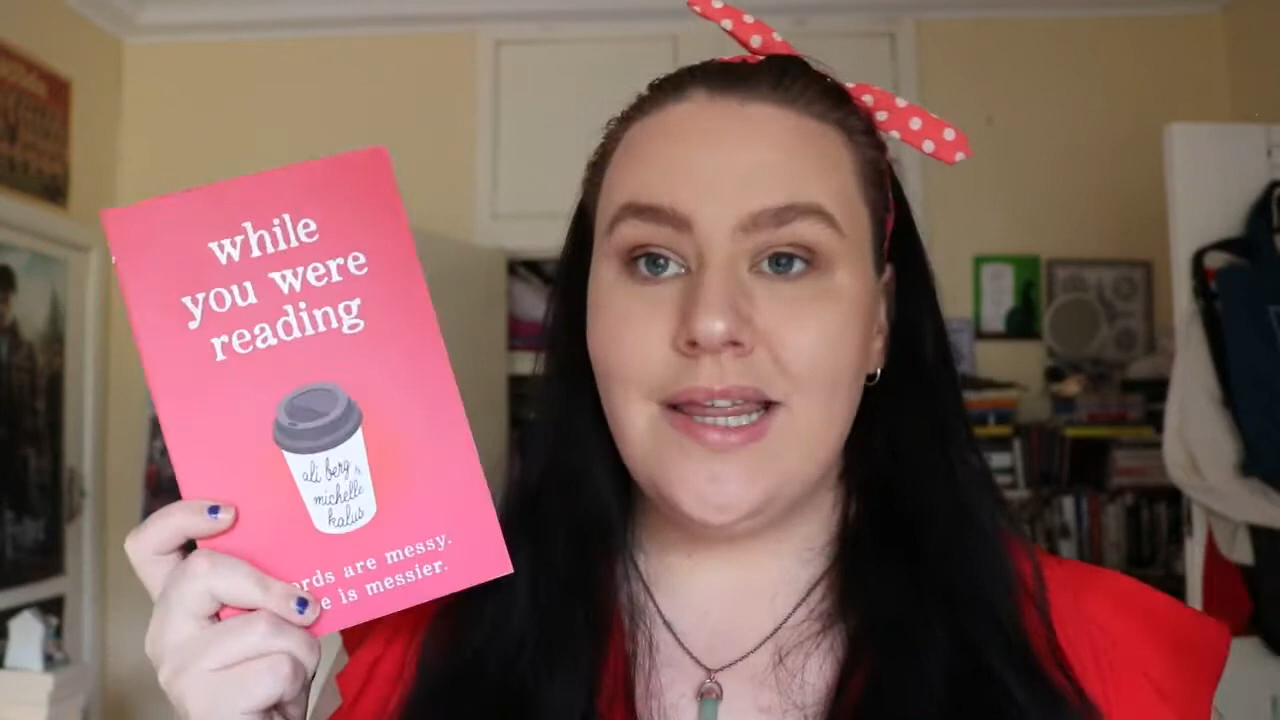 while
you were
reading
ali berg &
michelle
kalus
ords are messy.
e is messier.